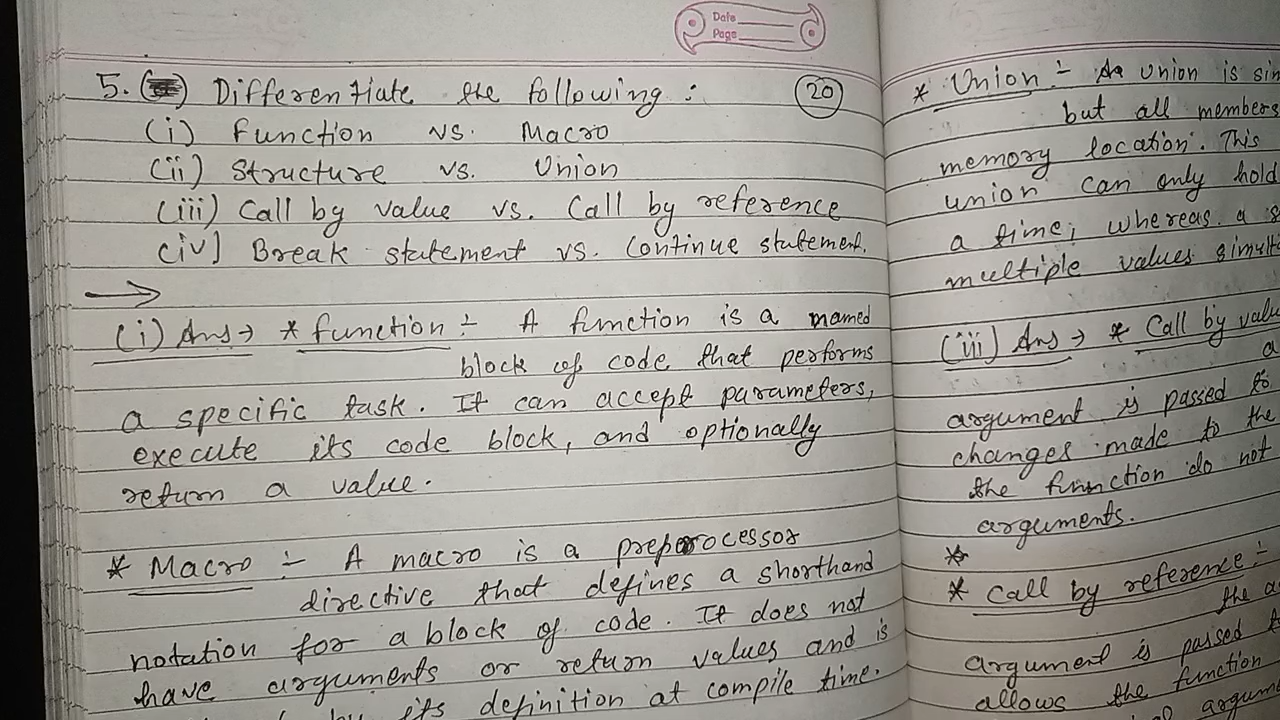 Date
Page
5. Differentiate the following :
20
(i) Function vs. Macro
(ii) Structure vs. Union
(iii) Call by value vs. Call by reference
(iv) Break statement vs. Continue statement.
→
(i) Ans → * function :- A function is a named
block of code that performs
a specific task. It can accept parameters,
execute its code block, and optionally
return a value.
* Macro :- A macro is a preprocessor
directive that defines a shorthand
notation for a block of code. It does not
have arguments or return values and is
its definition at compile time.
* Union :- Union is
but all members
memory location. This
union can only hold
a time, whereas a
multiple values
(iii) Ans → * Call by
a
argument is passed to
changes made to the
the function do not
arguments.
*
* Call by reference :-
the
argument is passed
allows the function